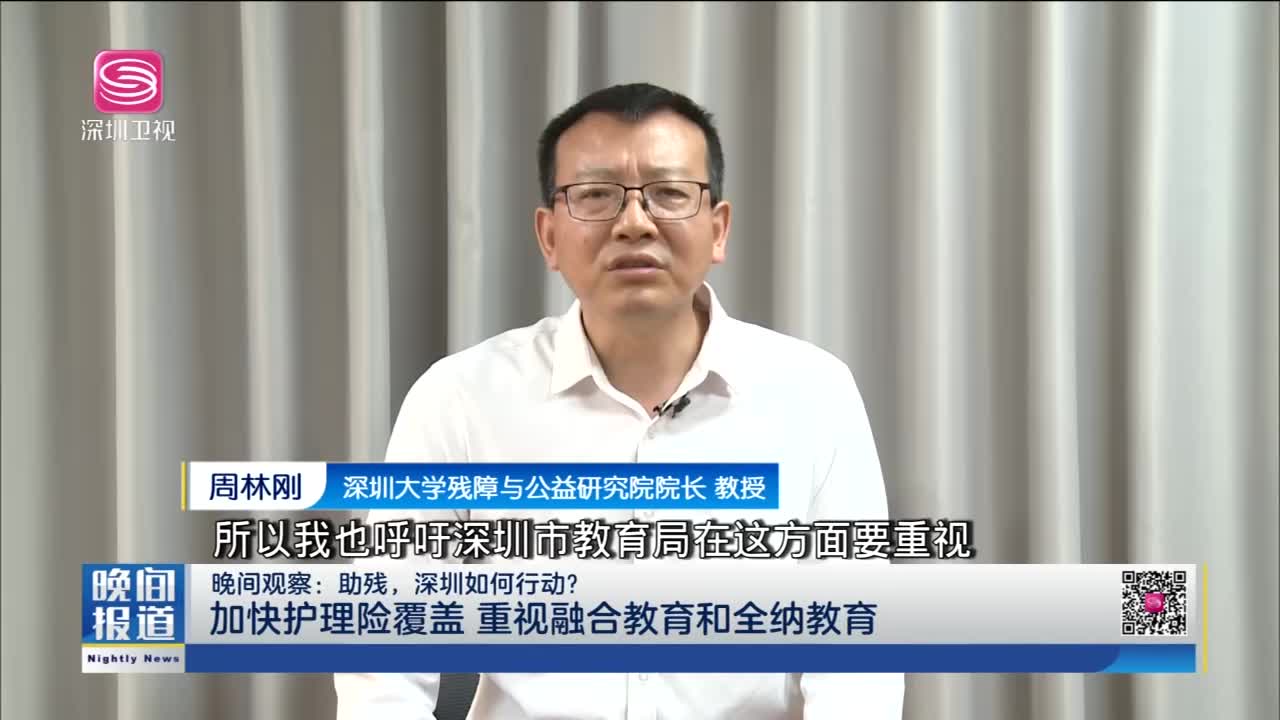 深圳卫视
周林刚
深圳大学残障与公益研究院院长 教授
所以我也呼吁深圳市教育局在这方面要重视
晚间报道
Nightly News
晚间观察：助残，深圳如何行动？
加快护理险覆盖 重视融合教育和全纳教育